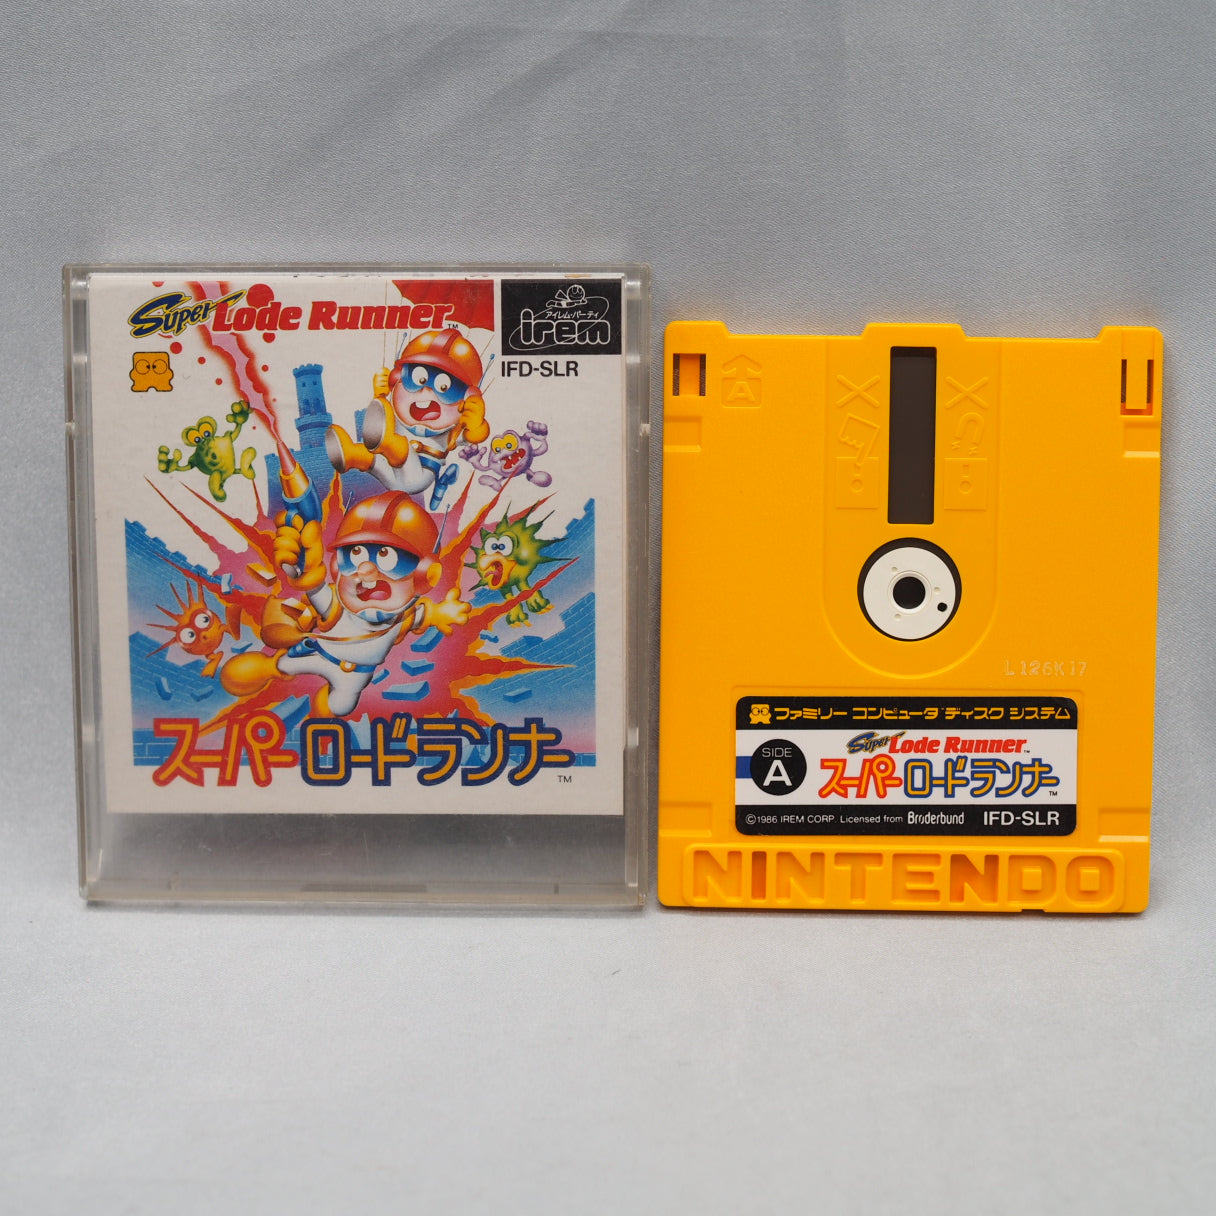 Super Lode Runner TM
アイレム・パーティ
irem
IFD-SLR
スーパー ロードランナー TM
A
L126K17
ファミリー コンピュータ ディスク システム
SIDE
A
Super Lode Runner TM
スーパー ロードランナー TM
©1986 IREM CORP. Licensed from Brøderbund IFD-SLR
NINTENDO